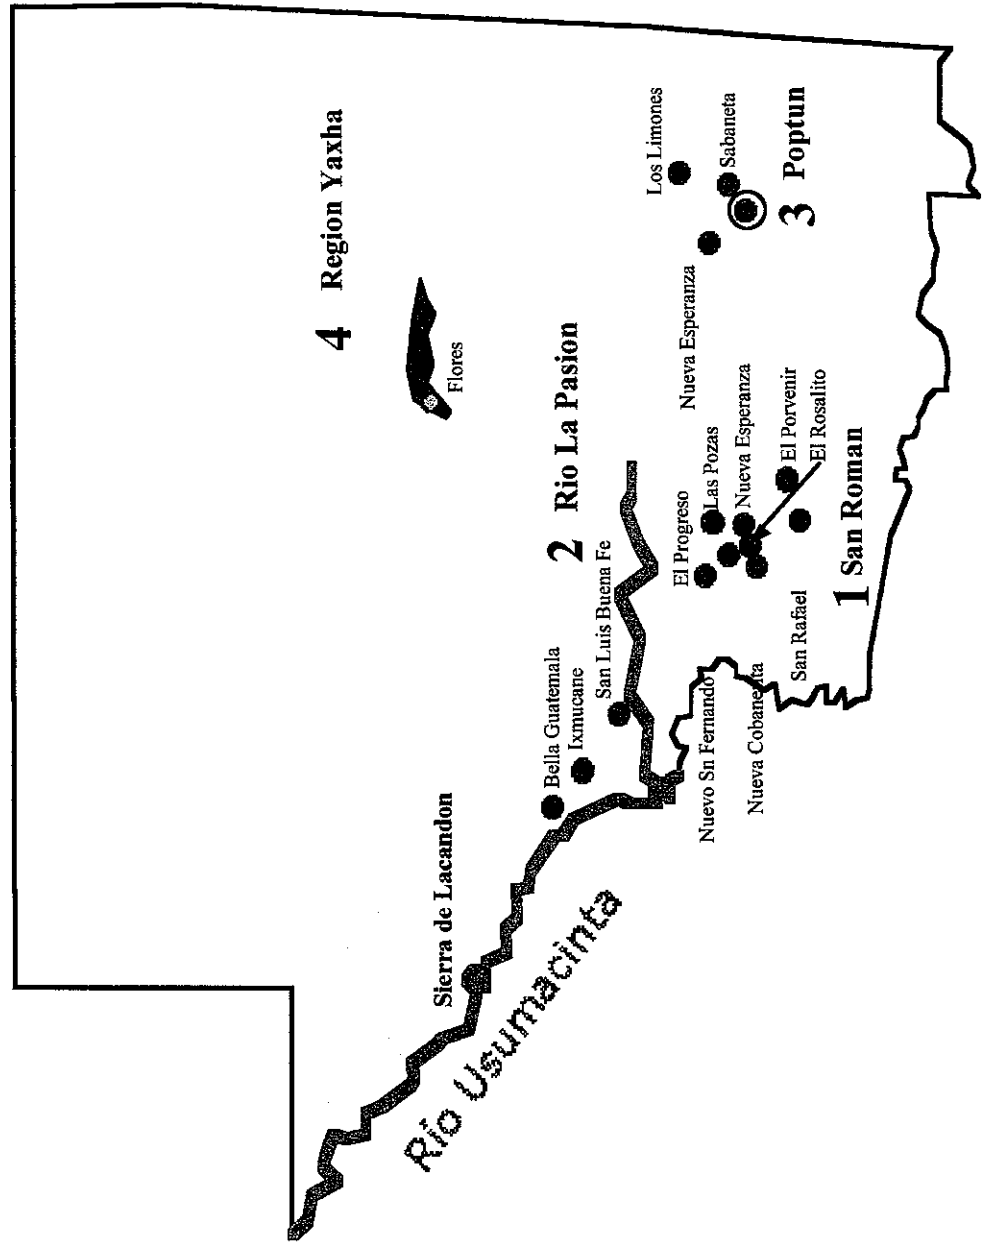 4 Region Yaxha
Flores
Sierra de Lacandon
2 Rio La Pasion
Bella Guatemala
Ixmucane
San Luis Buena Fe
Río Usumacinta
Los Limones
Sabaneta
Nueva Esperanza
3 Poptun
El Progreso
Las Pozas
Nueva Esperanza
El Porvenir
El Rosalito
Nuevo Sn Fernando
Nueva Cobanerita
San Rafael
1 San Roman